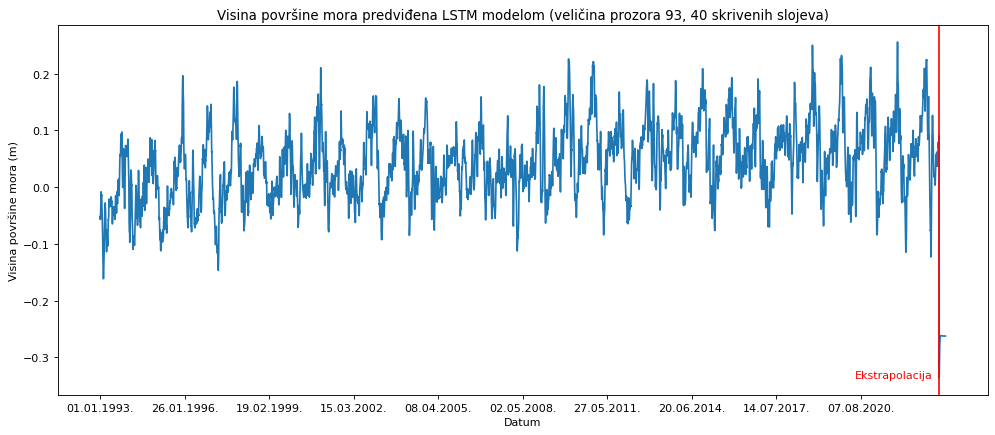 Visina površine mora predviđena LSTM modelom (veličina prozora 93, 40 skrivenih slojeva)
Visina površine mora (m)
0.2
0.1
0.0
−0.1
−0.2
−0.3
Ekstrapolacija
01.01.1993. 26.01.1996. 19.02.1999. 15.03.2002. 08.04.2005. 02.05.2008. 27.05.2011. 20.06.2014. 14.07.2017. 07.08.2020.
Datum